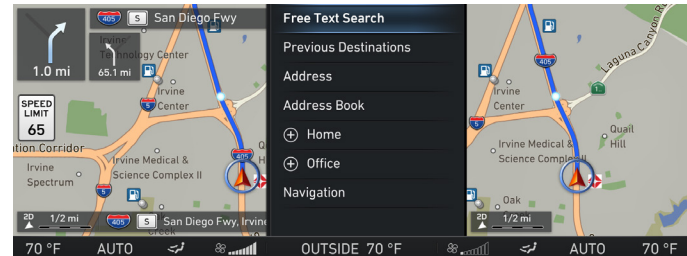 405 S San Diego Fwy
1.0 mi
65.1 mi
Irvine
Technology Center
Irvine
Center
5
SPEED
LIMIT
65
405
Irvine
Spectrum
Irvine Medical &
Science Complex II
5
2D
1/2 mi
405 S San Diego Fwy, Irvine
Creek
Free Text Search
Previous Destinations
Address
Address Book
Home
Office
Navigation
405
Laguna Canyon
Irvine
Center
5
Quail
Hill
Irvine Medical &
Science Complex II
Oak
2D
1/2 mi
70 °F
AUTO
OUTSIDE 70 °F
AUTO
70 °F